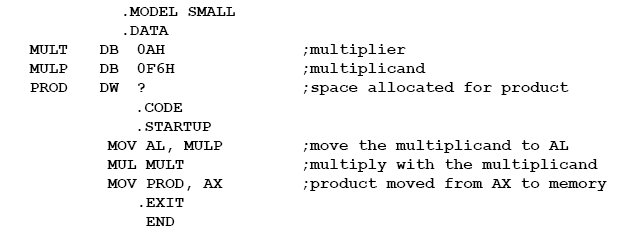 .MODEL SMALL
.DATA
MULT DB 0AH ;multiplier
MULP DB 0F6H ;multiplicand
PROD DW ? ;space allocated for product
.CODE
.STARTUP
MOV AL, MULP ;move the multiplicand to AL
MUL MULT ;multiply with the multiplicand
MOV PROD, AX ;product moved from AX to memory
.EXIT
END